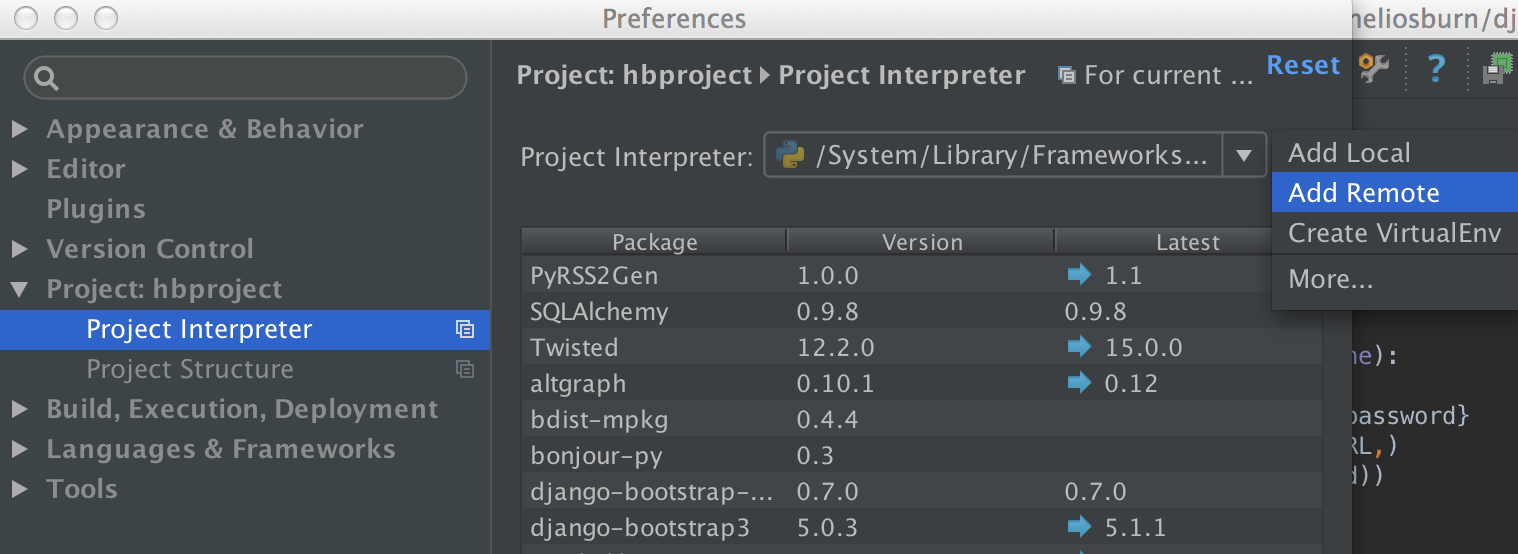 Preferences
neliosburn/dj
Project: hbproject Project Interpreter For current ... Reset ?
Appearance & Behavior
Editor
Plugins
Version Control
Project: hbproject
Project Interpreter
Project Structure
Build, Execution, Deployment
Languages & Frameworks
Tools
Project Interpreter: /System/Library/Frameworks...
Add Local
Add Remote
Create VirtualEnv
More...
Package Version Latest
PyRSS2Gen 1.0.0 1.1
SQLAlchemy 0.9.8 0.9.8
Twisted 12.2.0 15.0.0
altgraph 0.10.1 0.12
bdist-mpkg 0.4.4
bonjour-py 0.3
django-bootstrap-... 0.7.0 0.7.0
django-bootstrap3 5.0.3 5.1.1
ne):
password}
RL,)
d))